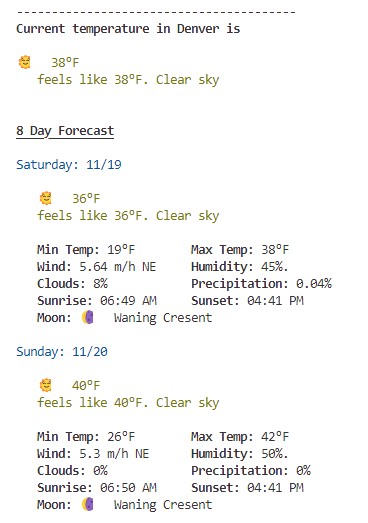 ----------------------------------------
Current temperature in Denver is
38°F
feels like 38°F. Clear sky
8 Day Forecast
Saturday: 11/19
36°F
feels like 36°F. Clear sky
Min Temp: 19°F Max Temp: 38°F
Wind: 5.64 m/h NE Humidity: 45%.
Clouds: 8% Precipitation: 0.04%
Sunrise: 06:49 AM Sunset: 04:41 PM
Moon: Waning Cresent
Sunday: 11/20
40°F
feels like 40°F. Clear sky
Min Temp: 26°F Max Temp: 42°F
Wind: 5.3 m/h NE Humidity: 50%.
Clouds: 0% Precipitation: 0%
Sunrise: 06:50 AM Sunset: 04:41 PM
Moon: Waning Cresent